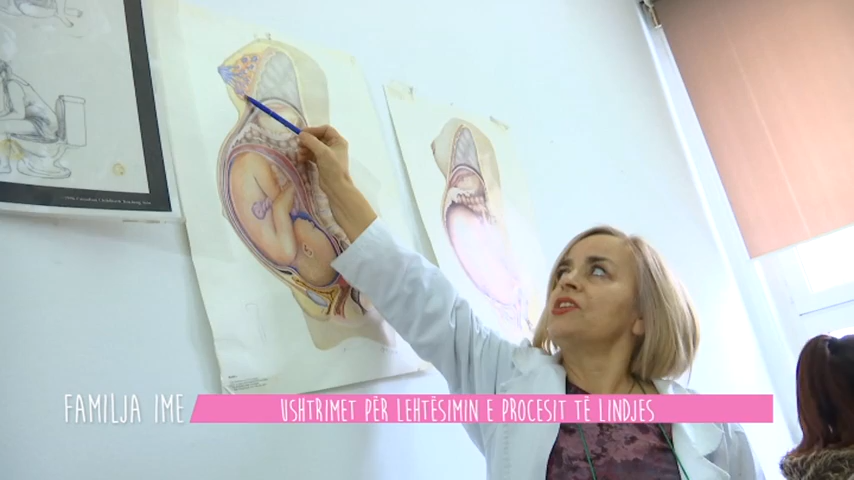 FAMILJA IME
USHTRIMET PËR LEHTËSIMIN E PROCESIT TË LINDJES